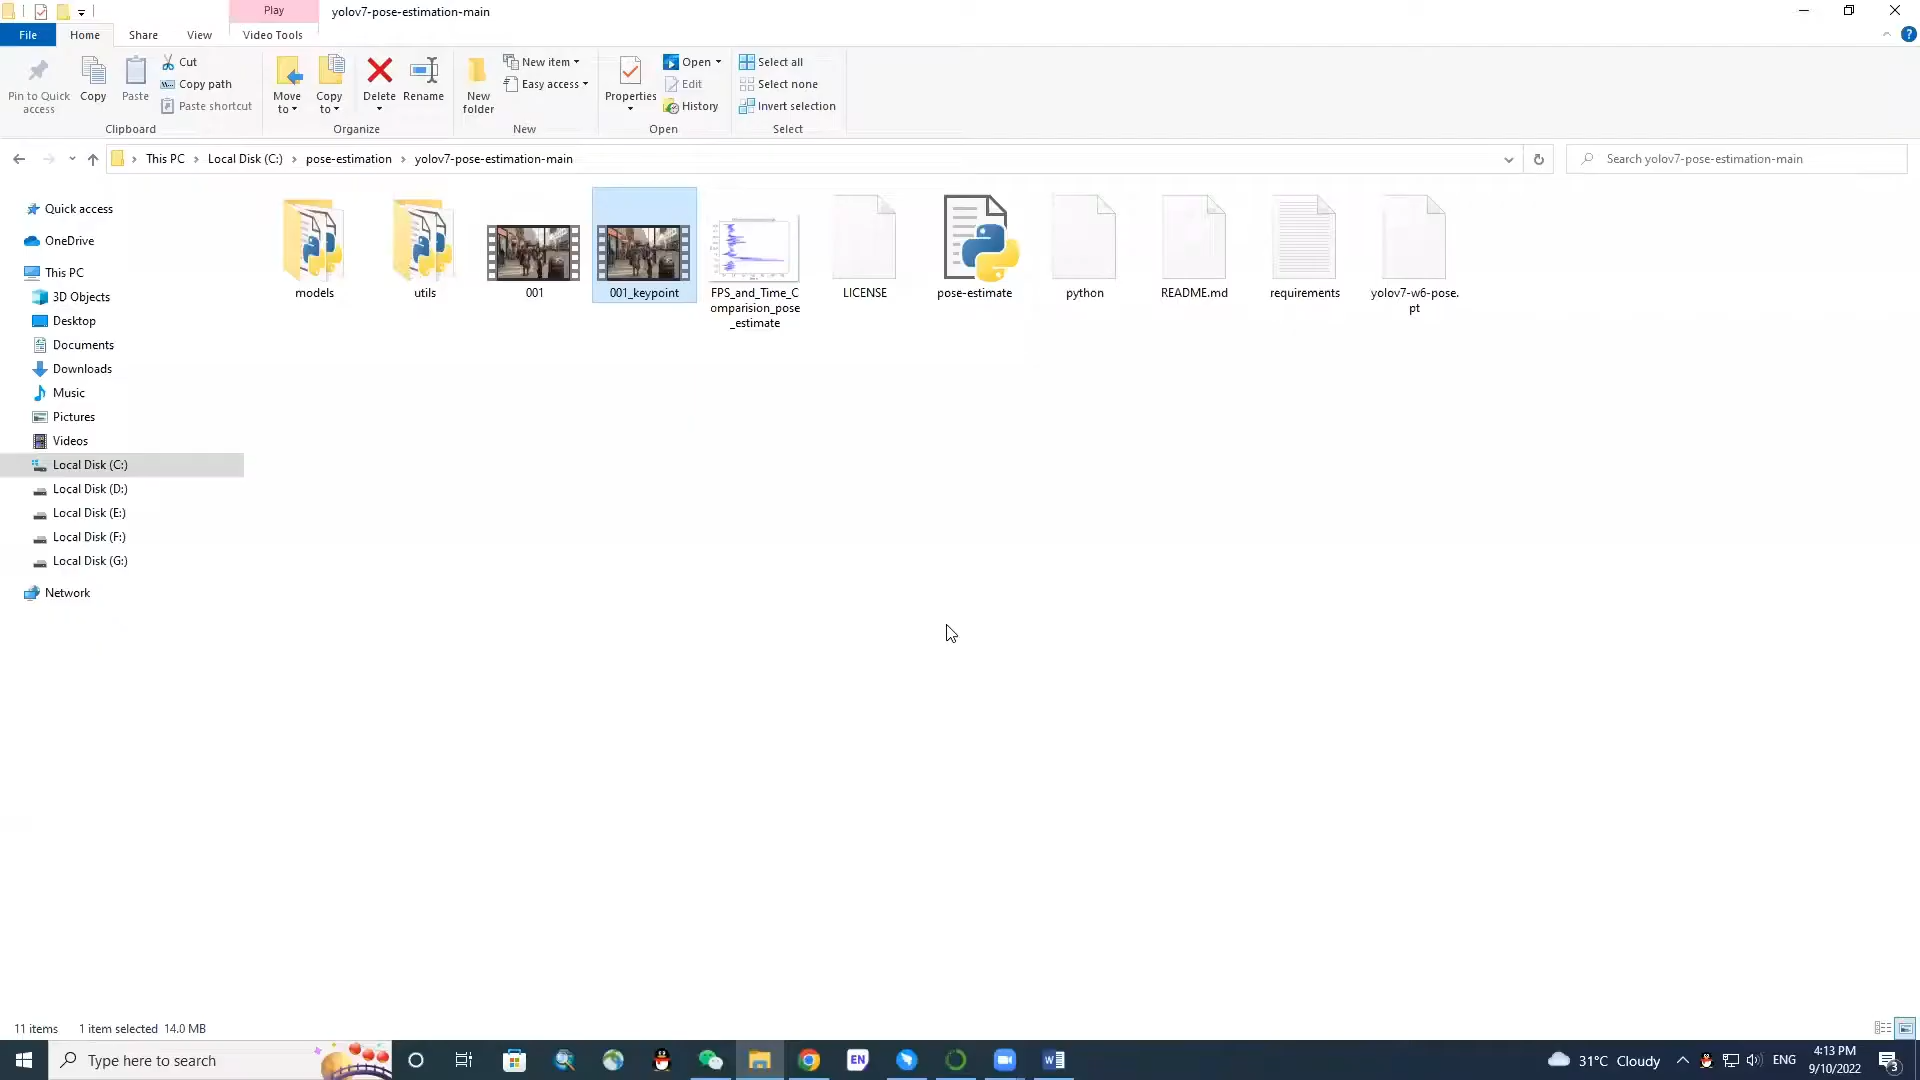 Play
yolov7-pose-estimation-main
File
Home
Share
View
Video Tools
Pin to Quick
access
Copy
Paste
Cut
Copy path
Paste shortcut
Clipboard
Move
to
Copy
to
Delete
Rename
Organize
New
folder
New item
Easy access
New
Properties
Open
Edit
History
Open
Select all
Select none
Invert selection
Select
This PC
Local Disk (C:)
pose-estimation
yolov7-pose-estimation-main
Search yolov7-pose-estimation-main
Quick access
OneDrive
This PC
3D Objects
Desktop
Documents
Downloads
Music
Pictures
Videos
Local Disk (C:)
Local Disk (D:)
Local Disk (E:)
Local Disk (F:)
Local Disk (G:)
Network
models
utils
001
001_keypoint
FPS_and_Time_C
omparision_pose
_estimate
LICENSE
pose-estimate
python
README.md
requirements
yolov7-w6-pose.
pt
11 items
1 item selected 14.0 MB
Type here to search
EN
31°C Cloudy
ENG
4:13 PM
9/10/2022
3